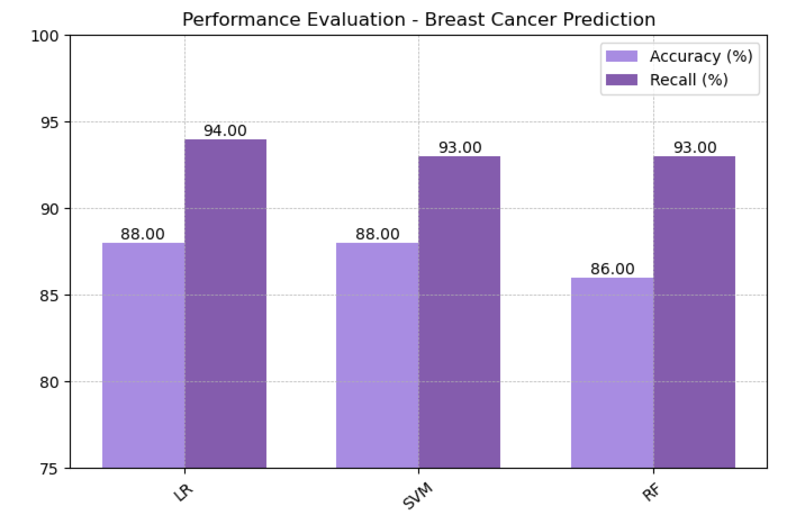 Performance Evaluation - Breast Cancer Prediction
100
95
90
85
80
75
Accuracy (%)
Recall (%)
88.00
94.00
88.00
93.00
86.00
93.00
LR
SVM
RF